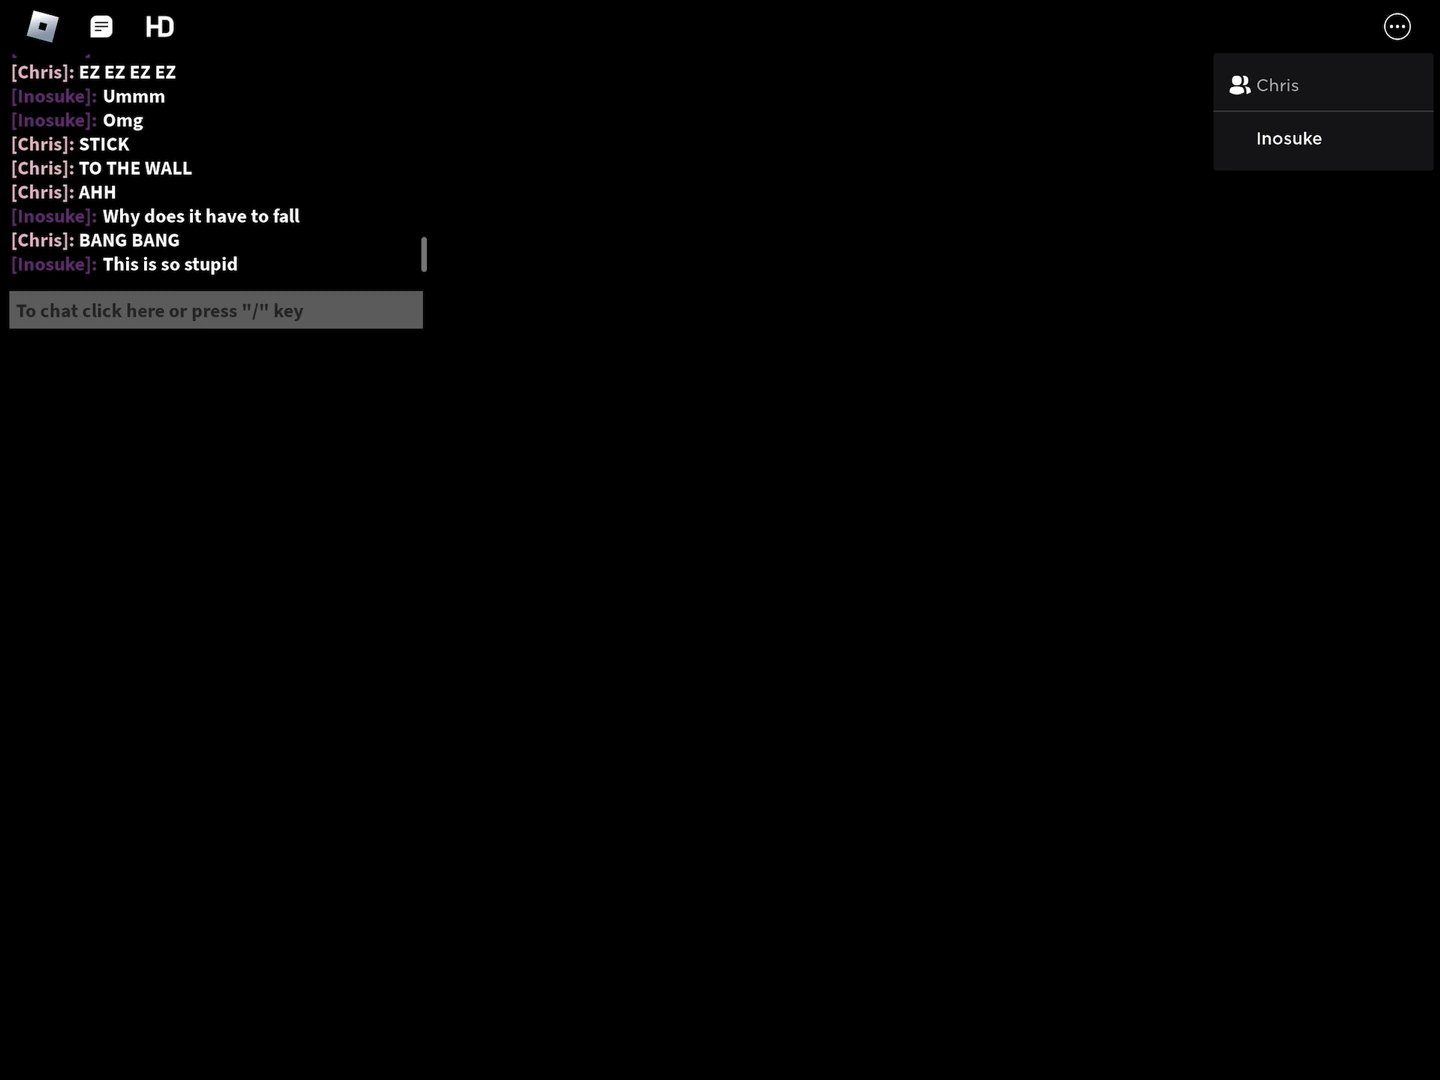 HD
[Chris]: EZ EZ EZ EZ
[Inosuke]: Ummm
[Inosuke]: Omg
[Chris]: STICK
[Chris]: TO THE WALL
[Chris]: AHH
[Inosuke]: Why does it have to fall
[Chris]: BANG BANG
[Inosuke]: This is so stupid
To chat click here or press "/" key
Chris
Inosuke